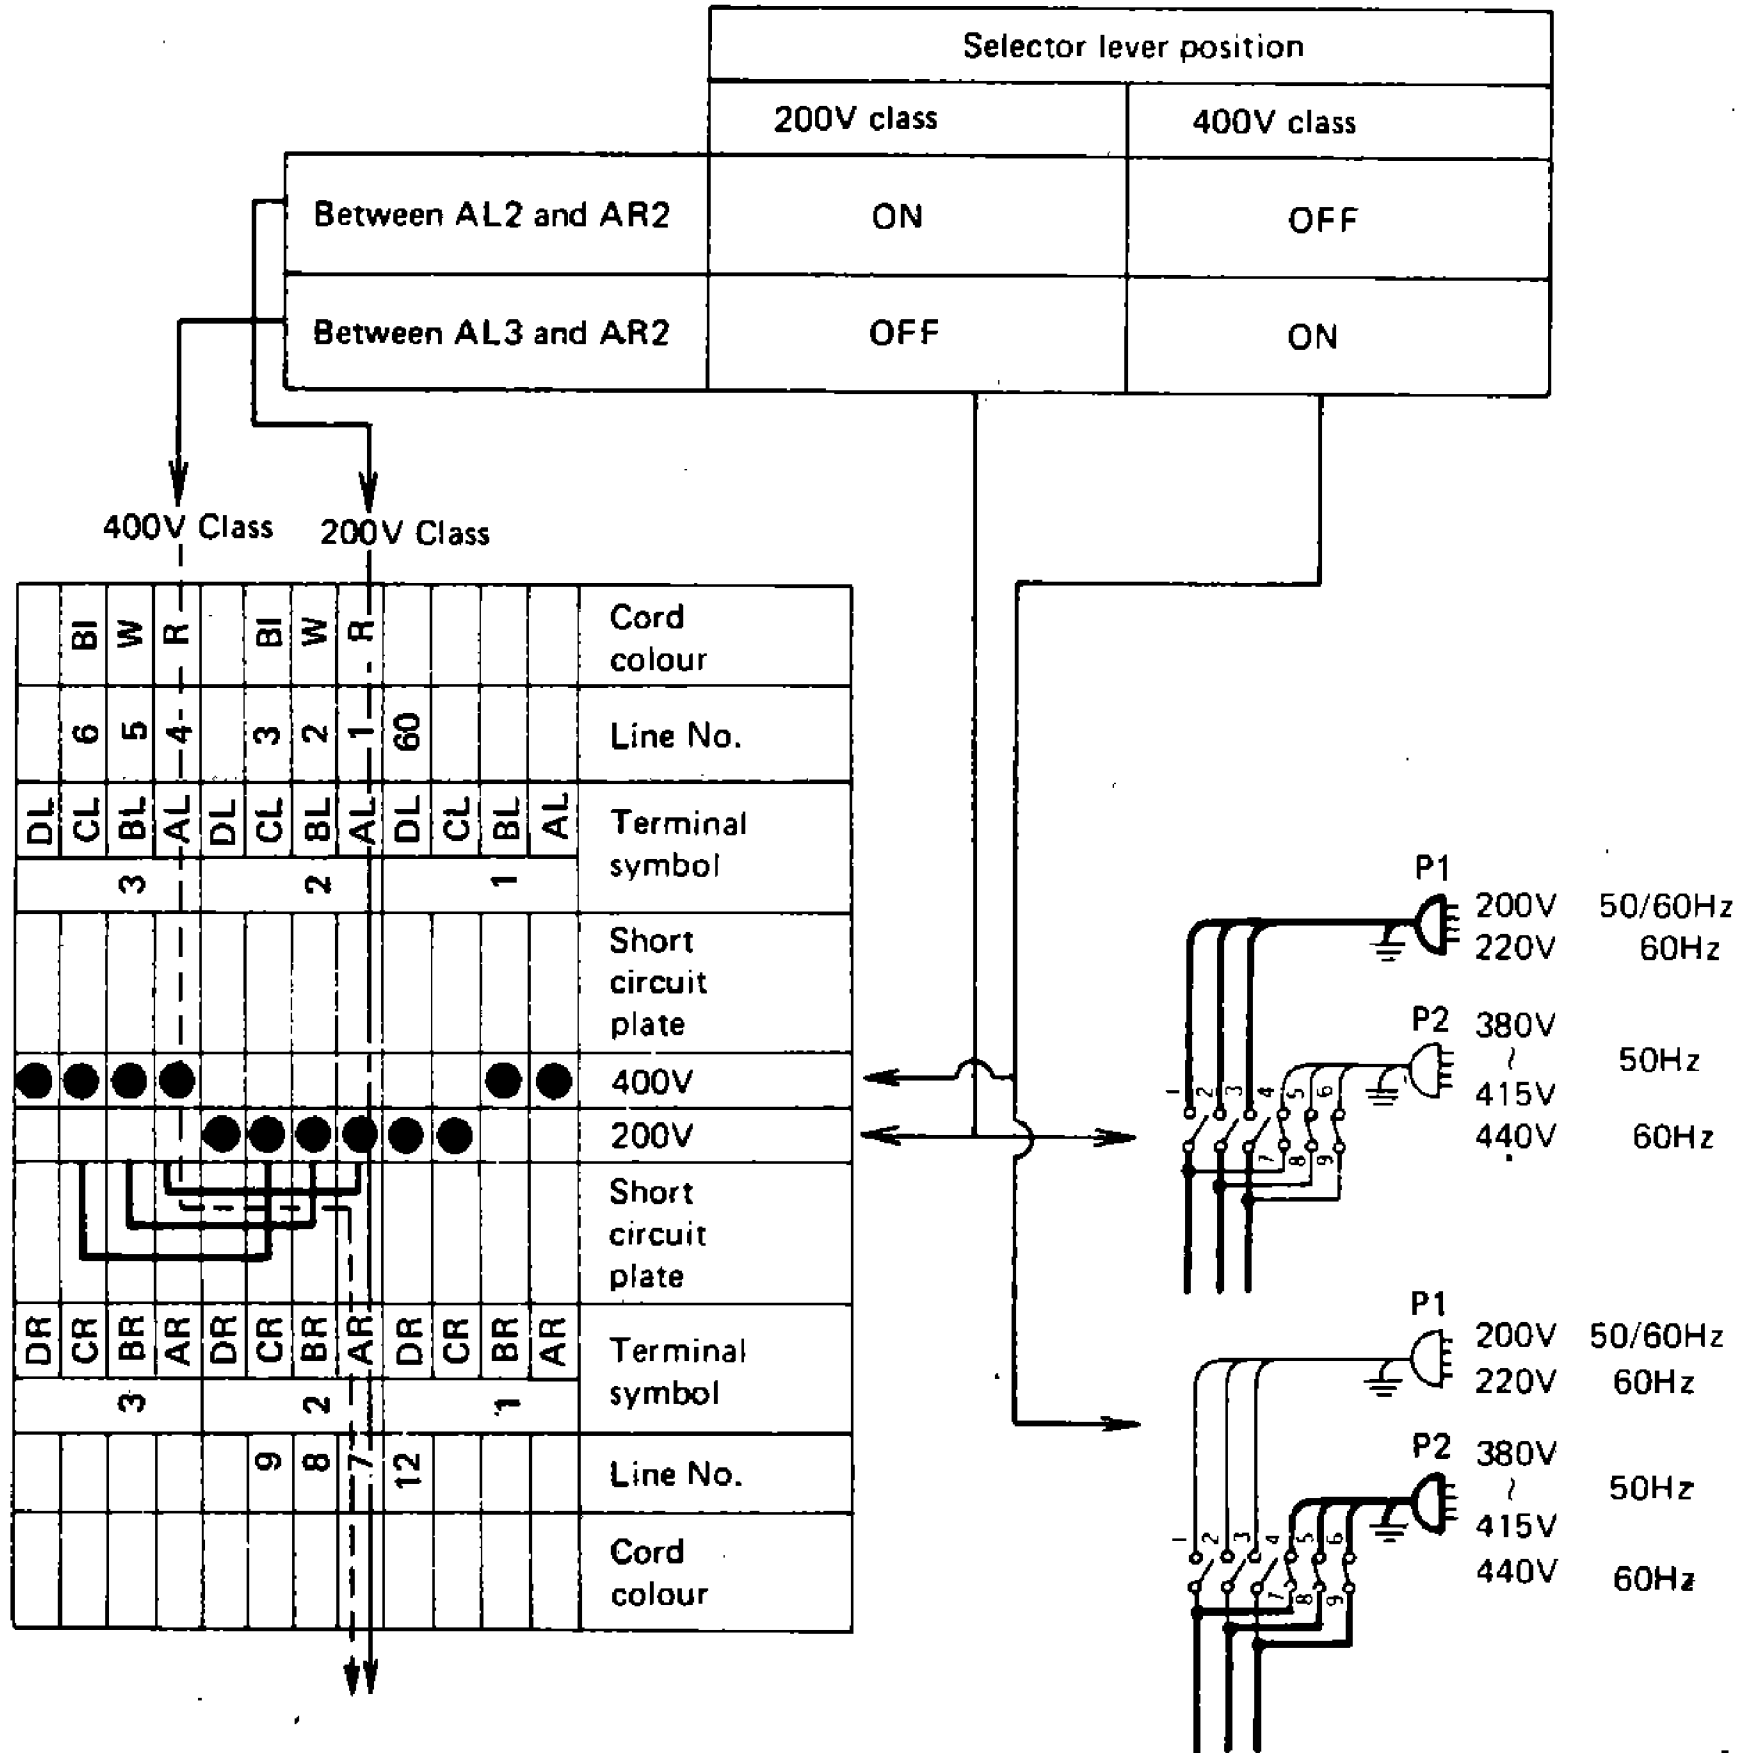 Selector lever position
200V class 400V class
Between AL2 and AR2 ON OFF
Between AL3 and AR2 OFF ON
400V Class 200V Class
BI W R BI W R Cord
colour
6 5 4 3 2 1 60 Line No.
DL CL BL AL DL CL BL AL DL CL BL AL Terminal
symbol
3 2 1
Short
circuit
plate
400V
200V
Short
circuit
plate
DR CR BR AR DR CR BR AR DR CR BR AR Terminal
symbol
3 2 1
9 8 7 12 Line No.
Cord
colour
P1
200V 50/60Hz
220V 60Hz
P2 380V
~ 50Hz
415V
440V 60Hz
1 2 3 4 5 6
7 8 9
P1
200V 50/60Hz
220V 60Hz
P2 380V
~ 50Hz
415V
440V 60Hz
1 2 3 4 5 6
7 8 9